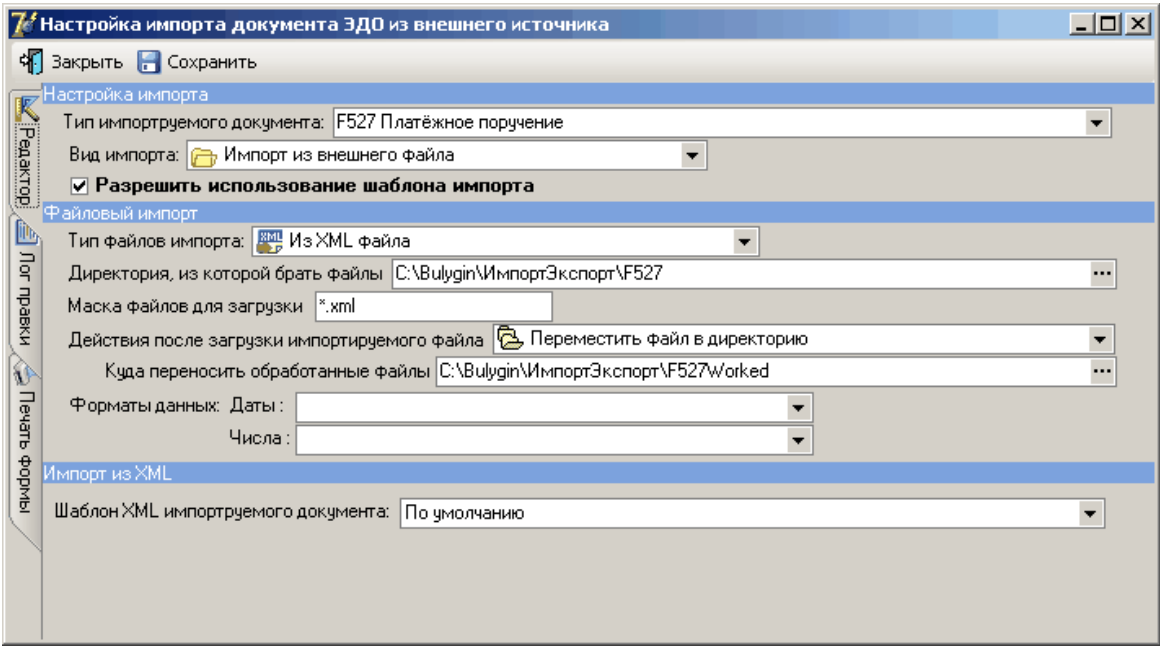 Настройка импорта документа ЭДО из внешнего источника
Закрыть Сохранить
Редактор
Лог правки
Печать формы
Настройка импорта
Тип импортруемого документа: F527 Платёжное поручение
Вид импорта: Импорт из внешнего файла
Разрешить использование шаблона импорта
Файловый импорт
Тип файлов импорта: XML Из XML файла
Директория, из которой брать файлы C:\Bulygin\ИмпортЭкспорт\F527
Маска файлов для загрузки *.xml
Действия после загрузки импортируемого файла Переместить файл в директорию
Куда переносить обработанные файлы C:\Bulygin\ИмпортЭкспорт\F527Worked
Форматы данных: Даты :
Числа :
Импорт из XML
Шаблон XML импортруемого документа: По умолчанию